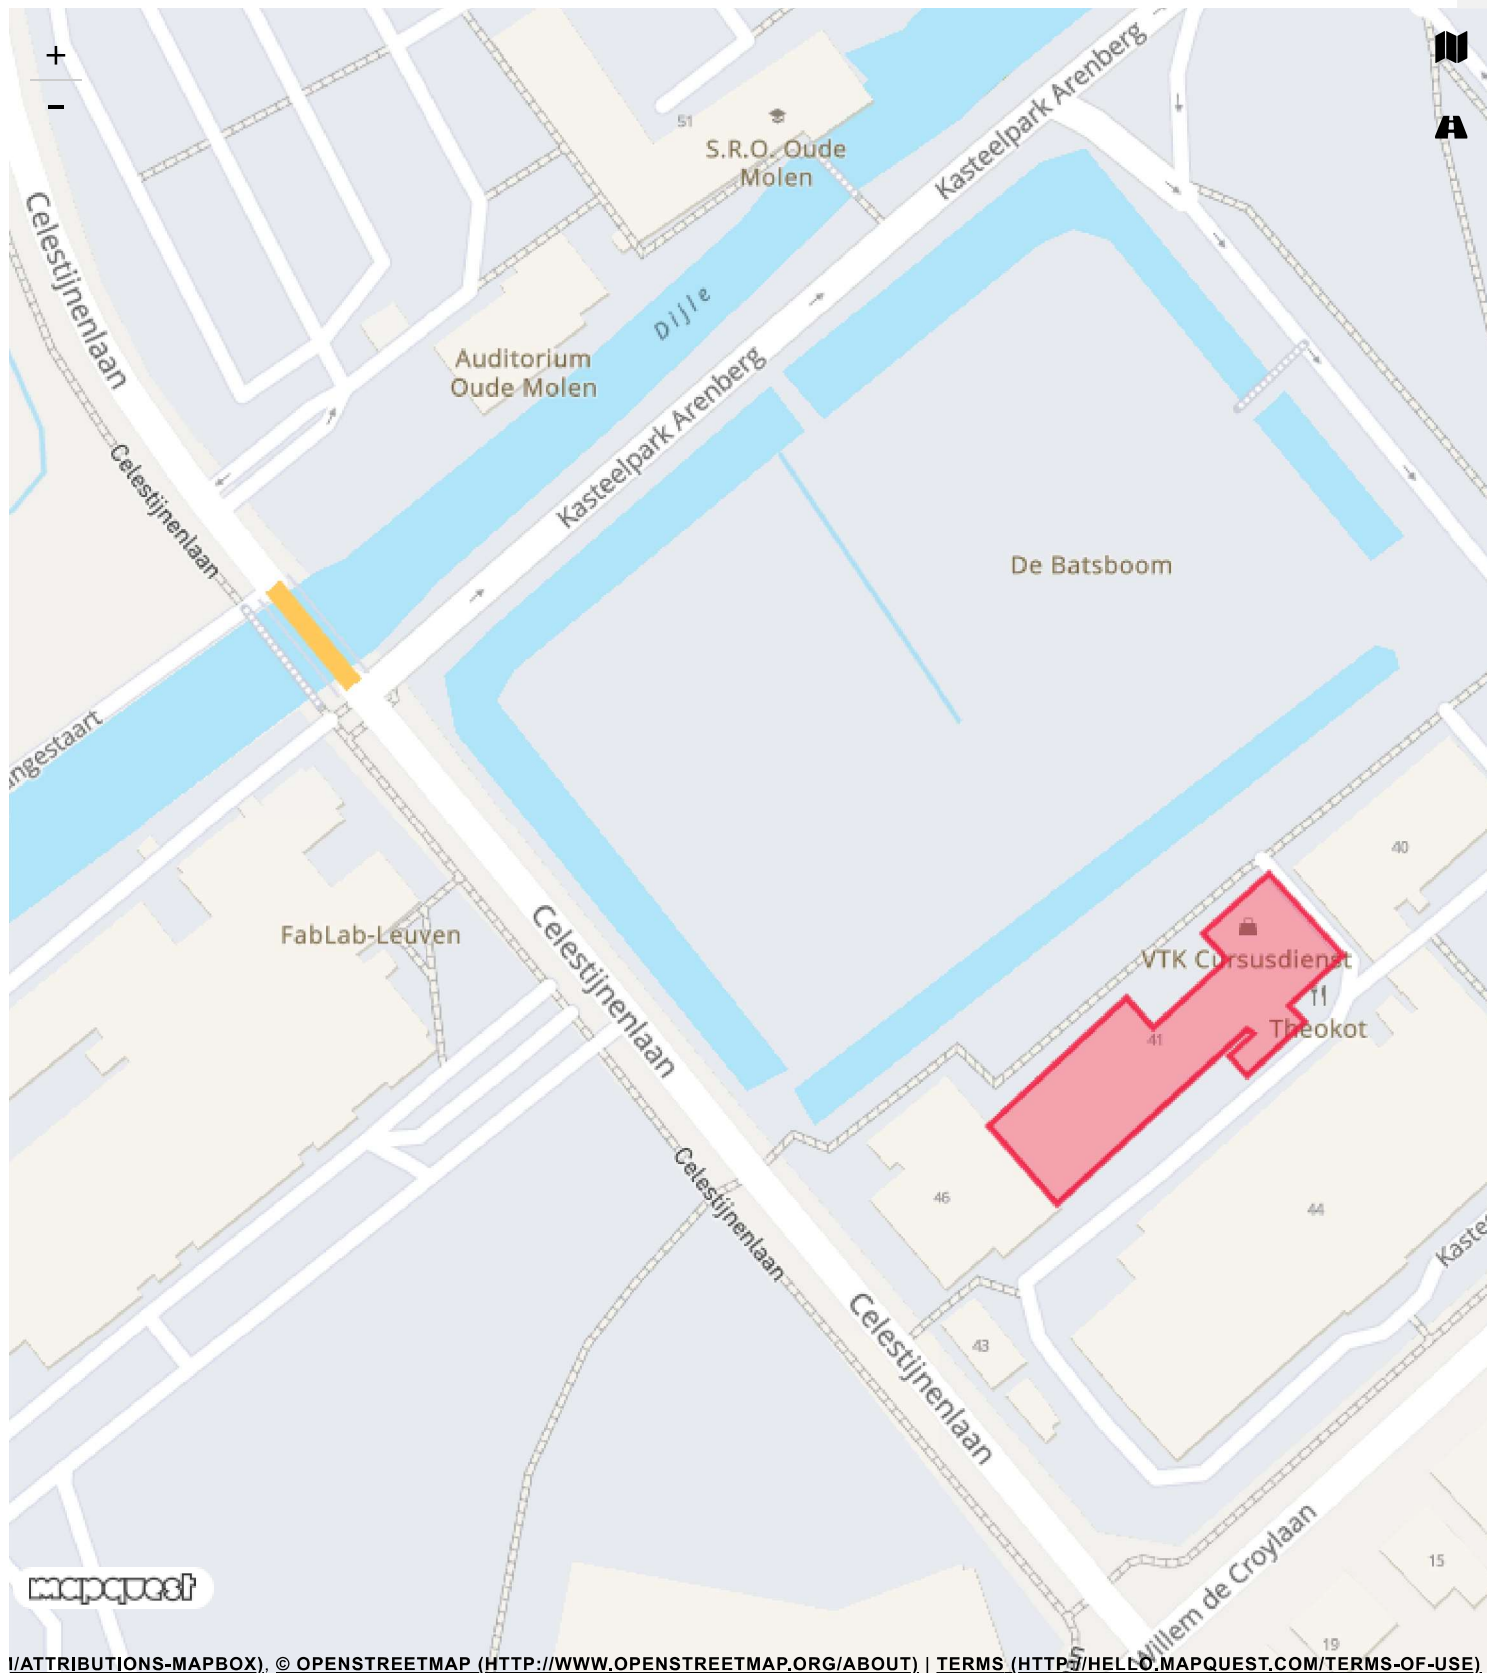 +
−
51
S.R.O. Oude
Molen
Kasteelpark Arenberg
Celestijnenlaan
Dijle
Auditorium
Oude Molen
Kasteelpark Arenberg
Celestijnenlaan
De Batsboom
ngestaart
40
FabLab-Leuven
VTK Cursusdienst
Celestijnenlaan
Theokot
41
Celestijnenlaan
46
44
Kaste
Celestijnenlaan
43
Willem de Croylaan
15
mapquest
19
an
/ATTRIBUTIONS-MAPBOX), © OPENSTREETMAP (HTTP://WWW.OPENSTREETMAP.ORG/ABOUT) | TERMS (HTTP://HELLO.MAPQUEST.COM/TERMS-OF-USE)